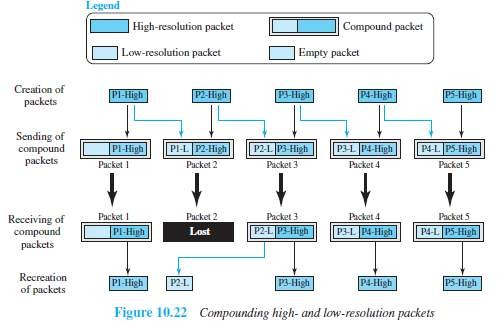 Legend
High-resolution packet
Compound packet
Low-resolution packet
Empty packet
Creation of
packets
P1-High P2-High P3-High P4-High P5-High
Sending of
compound
packets
P1-High P1-L P2-High P2-L P3-High P3-L P4-High P4-L P5-High
Packet 1 Packet 2 Packet 3 Packet 4 Packet 5
Receiving of
compound
packets
Packet 1 Packet 2 Packet 3 Packet 4 Packet 5
P1-High Lost P2-L P3-High P3-L P4-High P4-L P5-High
Recreation
of packets
P1-High P2-L P3-High P4-High P5-High
Figure 10.22 Compounding high- and low-resolution packets